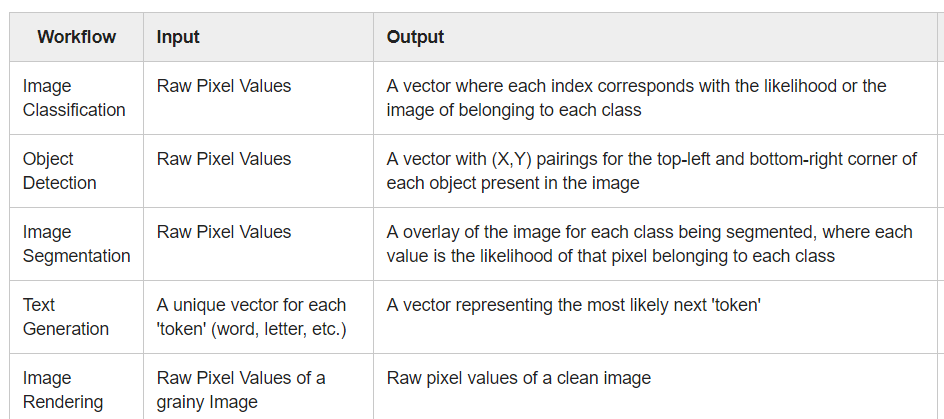 Workflow Input Output
Image Classification Raw Pixel Values A vector where each index corresponds with the likelihood or the image of belonging to each class
Object Detection Raw Pixel Values A vector with (X,Y) pairings for the top-left and bottom-right corner of each object present in the image
Image Segmentation Raw Pixel Values A overlay of the image for each class being segmented, where each value is the likelihood of that pixel belonging to each class
Text Generation A unique vector for each 'token' (word, letter, etc.) A vector representing the most likely next 'token'
Image Rendering Raw Pixel Values of a grainy Image Raw pixel values of a clean image